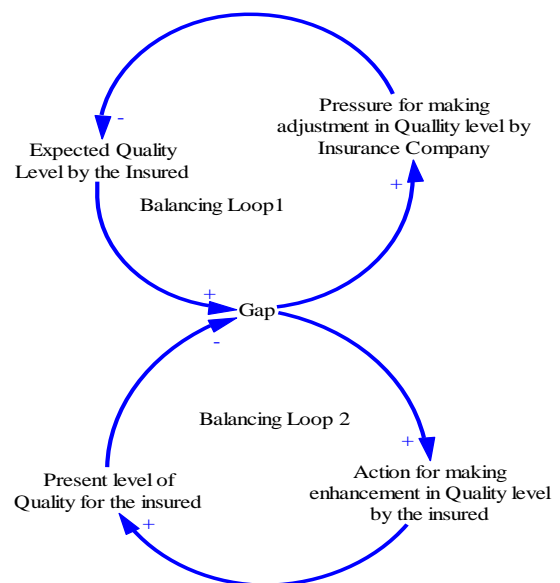 Pressure for making
adjustment in Quallity level by
Insurance Company
-
Expected Quality
Level by the Insured
+
Balancing Loop1
+
Gap
-
Balancing Loop 2
+
Present level of
Quality for the insured
+
Action for making
enhancement in Quality level
by the insured